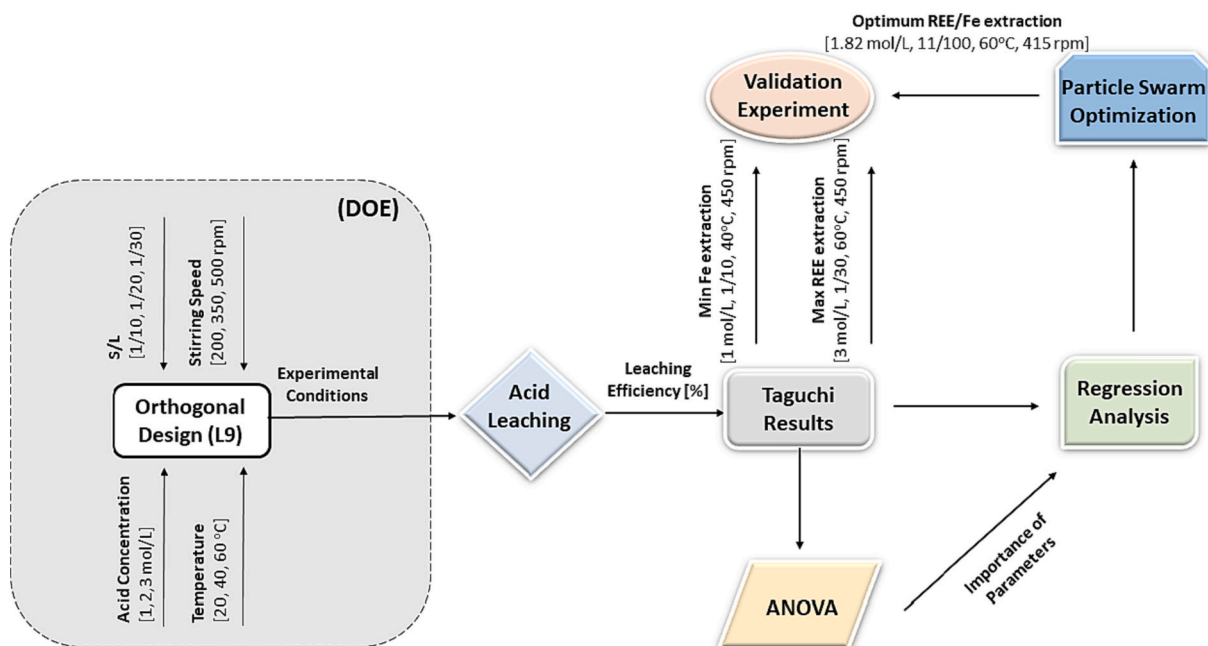 Optimum REE/Fe extraction
[1.82 mol/L, 11/100, 60°C, 415 rpm]
Validation
Experiment
Particle Swarm
Optimization
(DOE)
S/L
[1/10, 1/20, 1/30]
Stirring Speed
[200, 350, 500 rpm]
Min Fe extraction
[1 mol/L, 1/10, 40°C, 450 rpm]
Max REE extraction
[3 mol/L, 1/30, 60°C, 450 rpm]
Experimental
Conditions
Orthogonal
Design (L9)
Acid
Leaching
Leaching
Efficiency [%]
Taguchi
Results
Regression
Analysis
Acid Concentration
[1,2,3 mol/L]
Temperature
[20, 40, 60 °C]
ANOVA
Importance of
Parameters